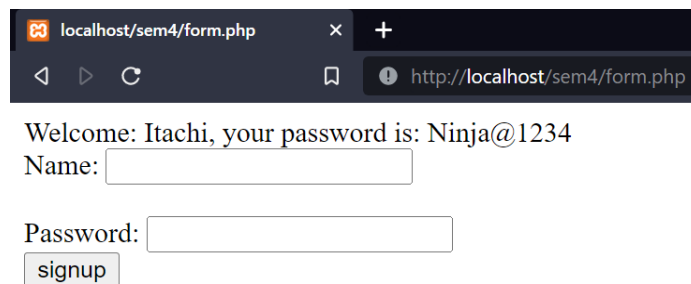 localhost/sem4/form.php
http://localhost/sem4/form.php
Welcome: Itachi, your password is: Ninja@1234
Name:
Password:
signup